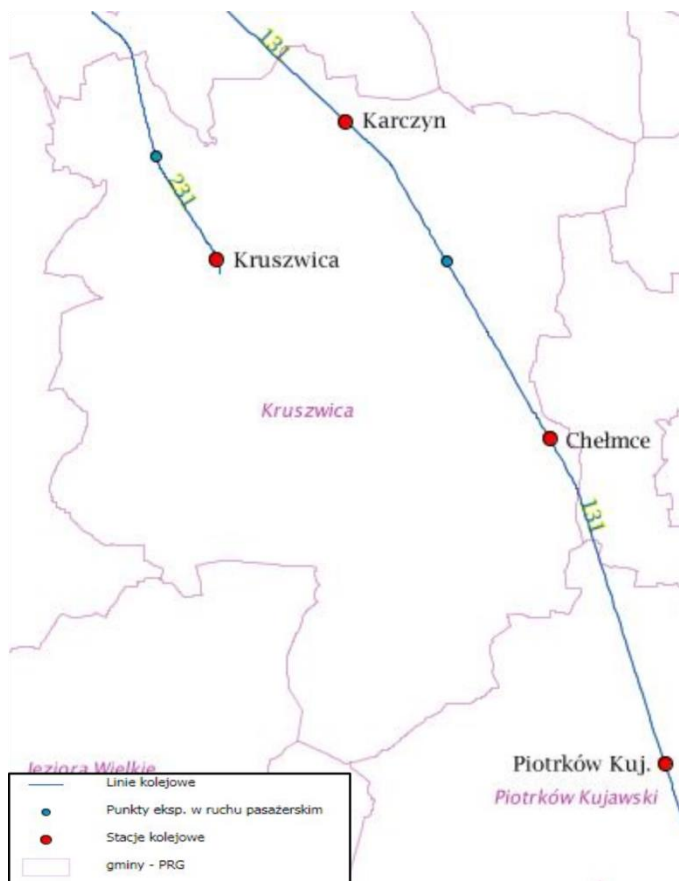 131
Karczyn
231
Kruszwica
Kruszwica
Chełmce
131
Piotrków Kuj.
Jeziora Wielkie
Piotrków Kujawski
Linie kolejowe
Punkty eksp. w ruchu pasażerskim
Stacje kolejowe
gminy - PRG